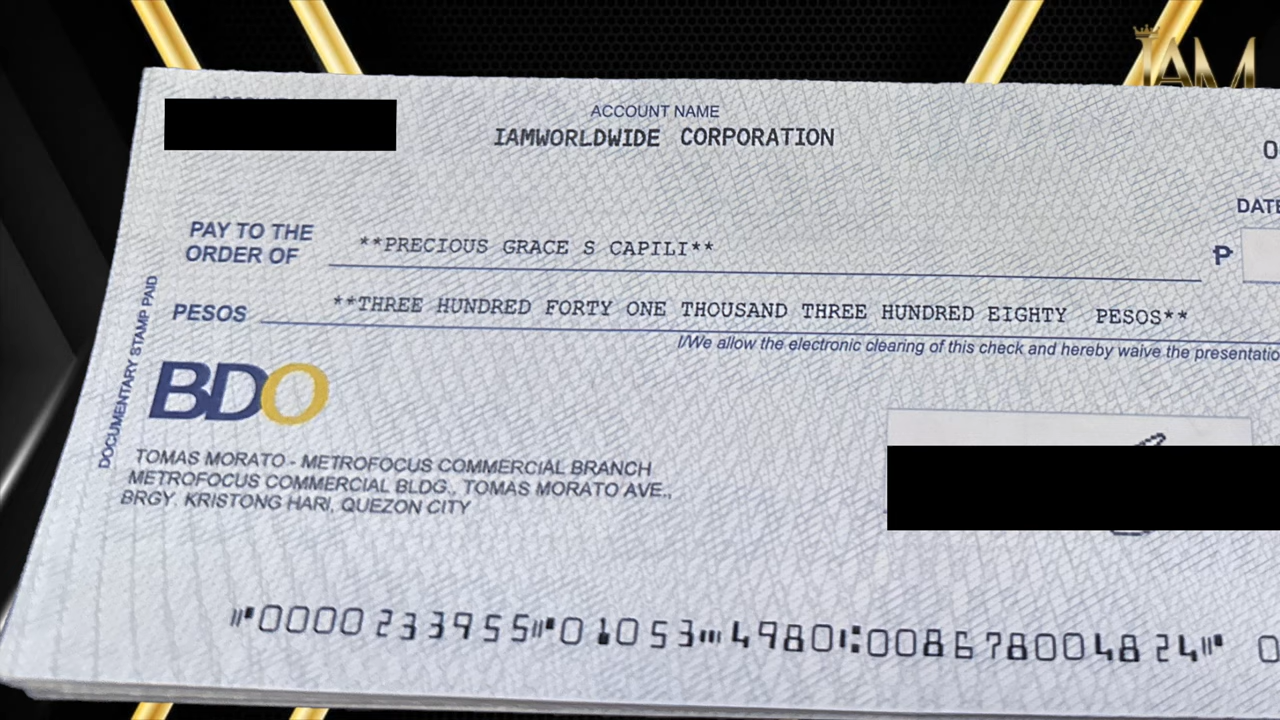 IAM
ACCOUNT NAME
IAMWORLDWIDE CORPORATION
DATE
PAY TO THE
ORDER OF **PRECIOUS GRACE S CAPILI** ₱
PESOS **THREE HUNDRED FORTY ONE THOUSAND THREE HUNDRED EIGHTY PESOS**
I/We allow the electronic clearing of this check and hereby waive the
DOCUMENTARY STAMP PAID
BDO
TOMAS MORATO - METROFOCUS COMMERCIAL BRANCH
METROFOCUS COMMERCIAL BLDG., TOMAS MORATO AVE.,
BRGY. KRISTONG HARI, QUEZON CITY
⑈0000233955⑈01053⑉4980⑆008678004824⑈